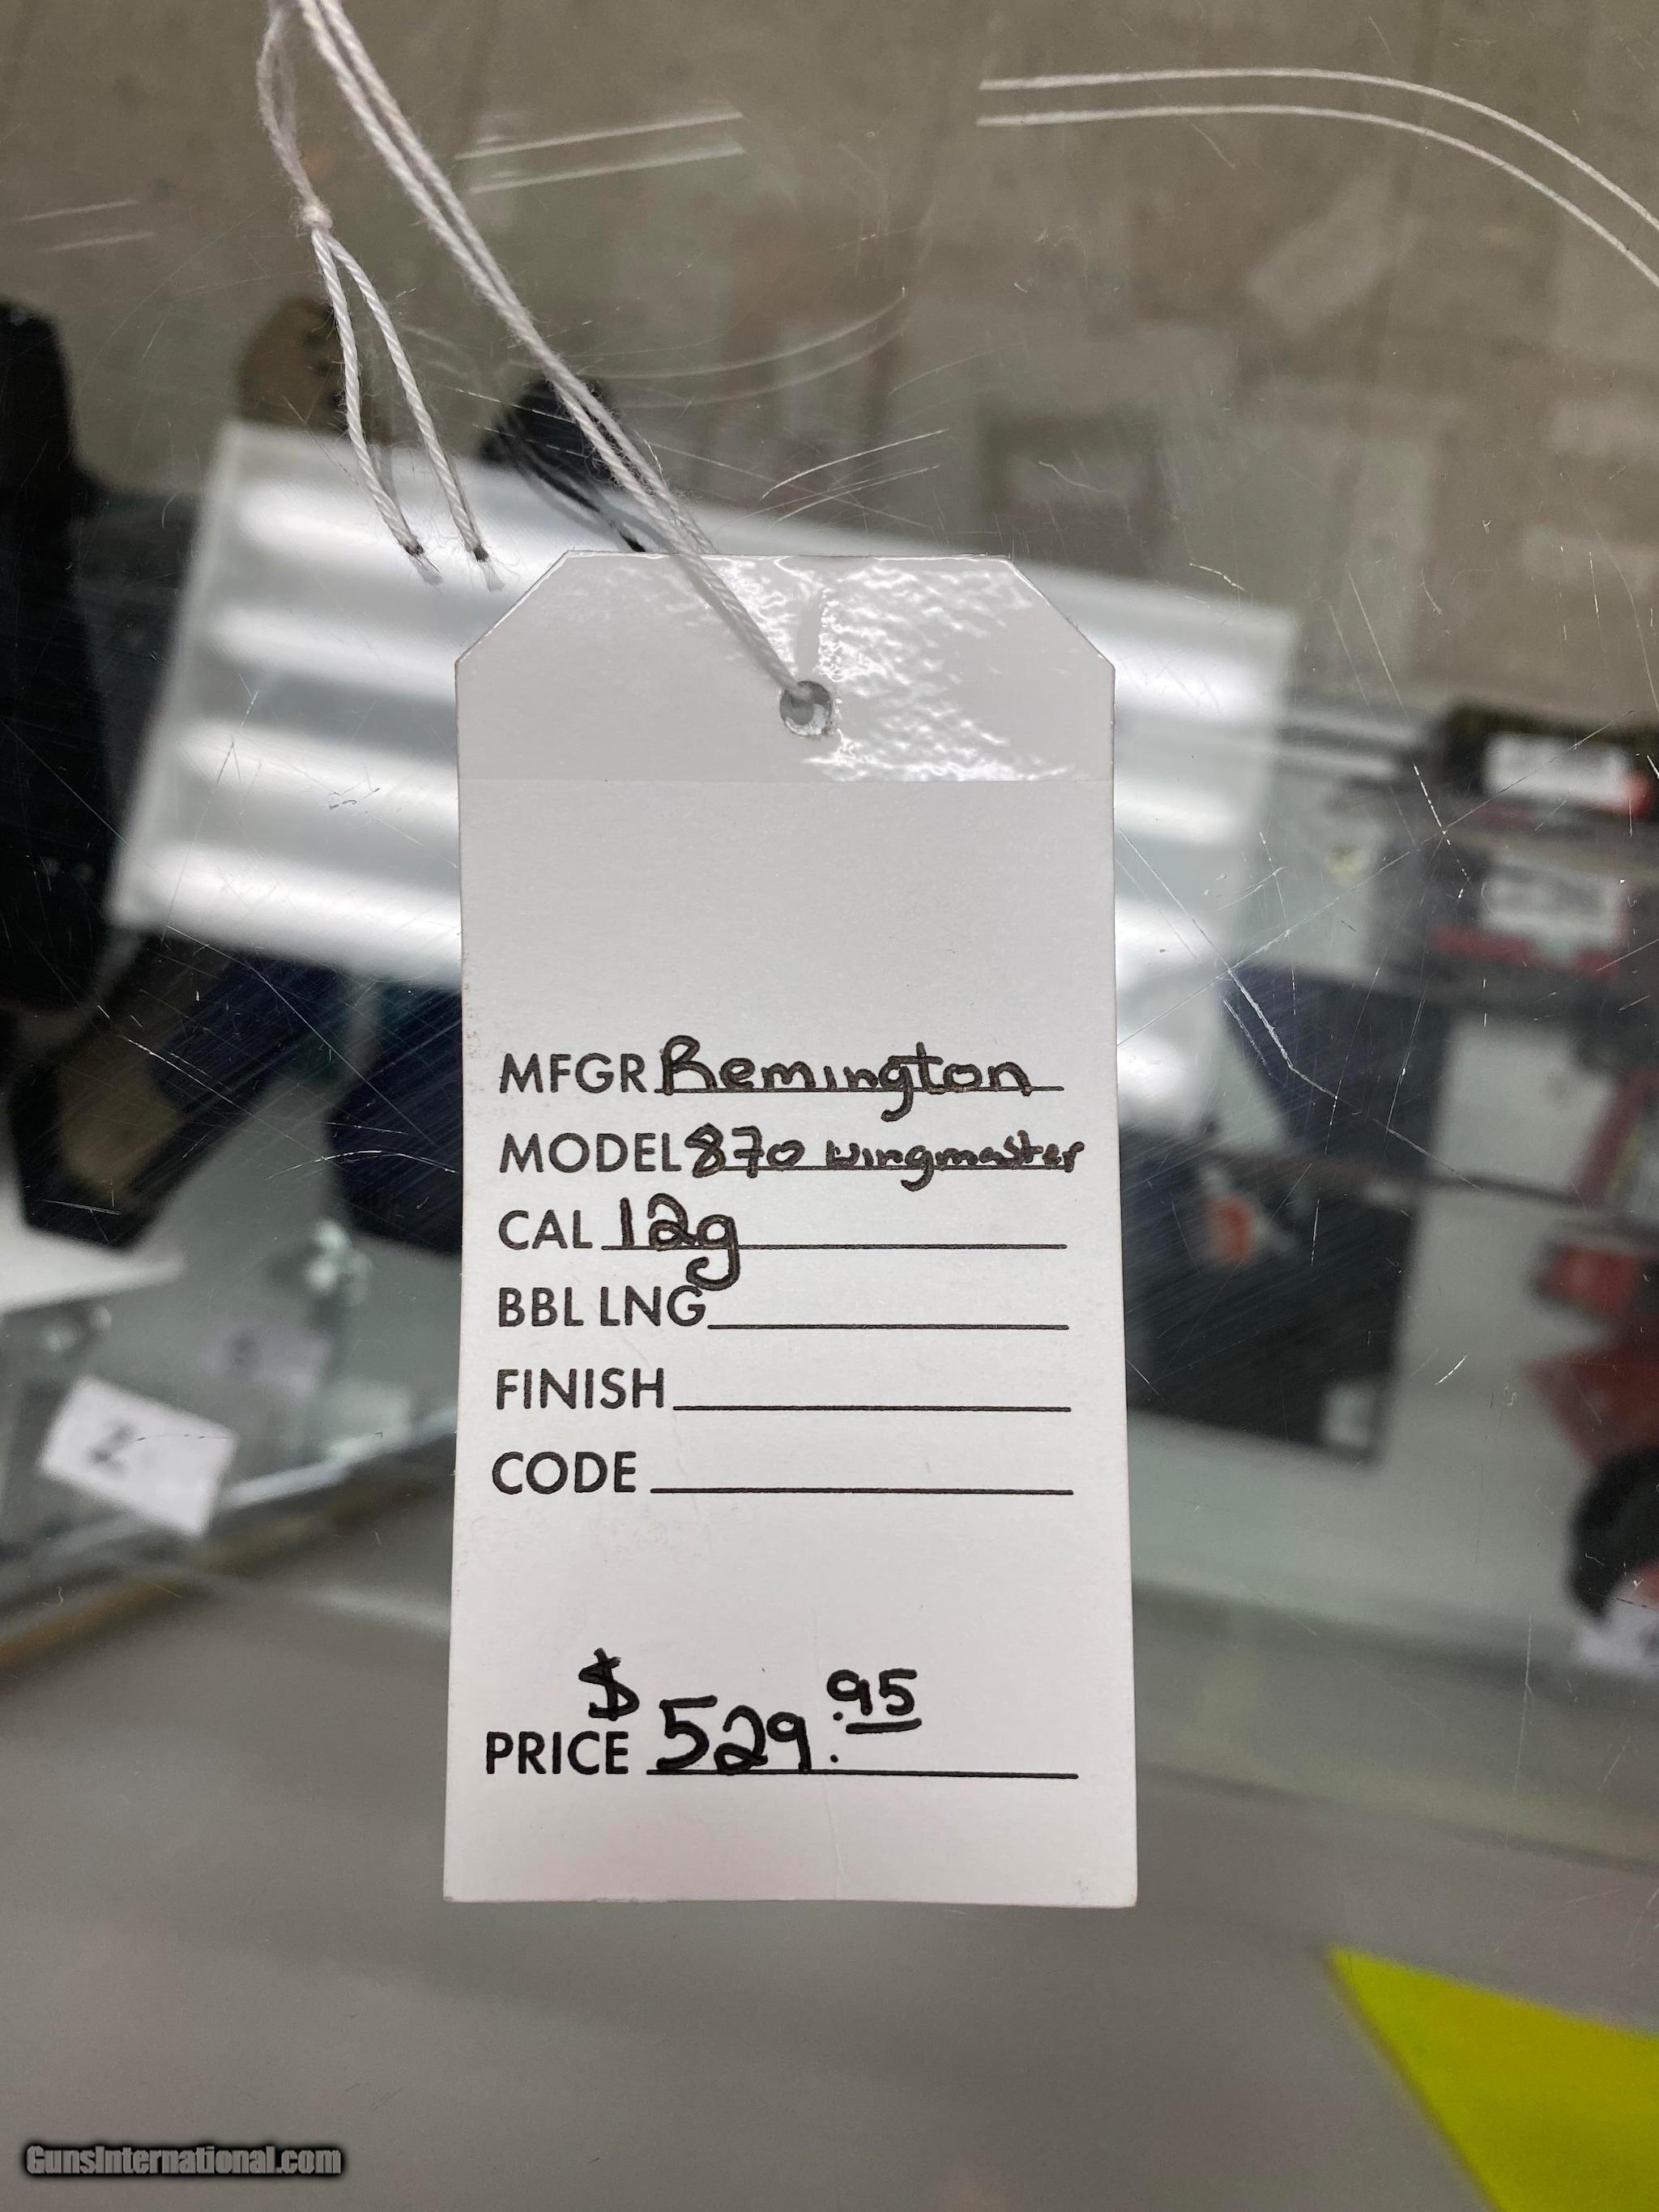 MFGR Remington
MODEL 870 wingmaster
CAL 12g
BBL LNG
FINISH
CODE
$
PRICE 529.95
GunsInternational.com